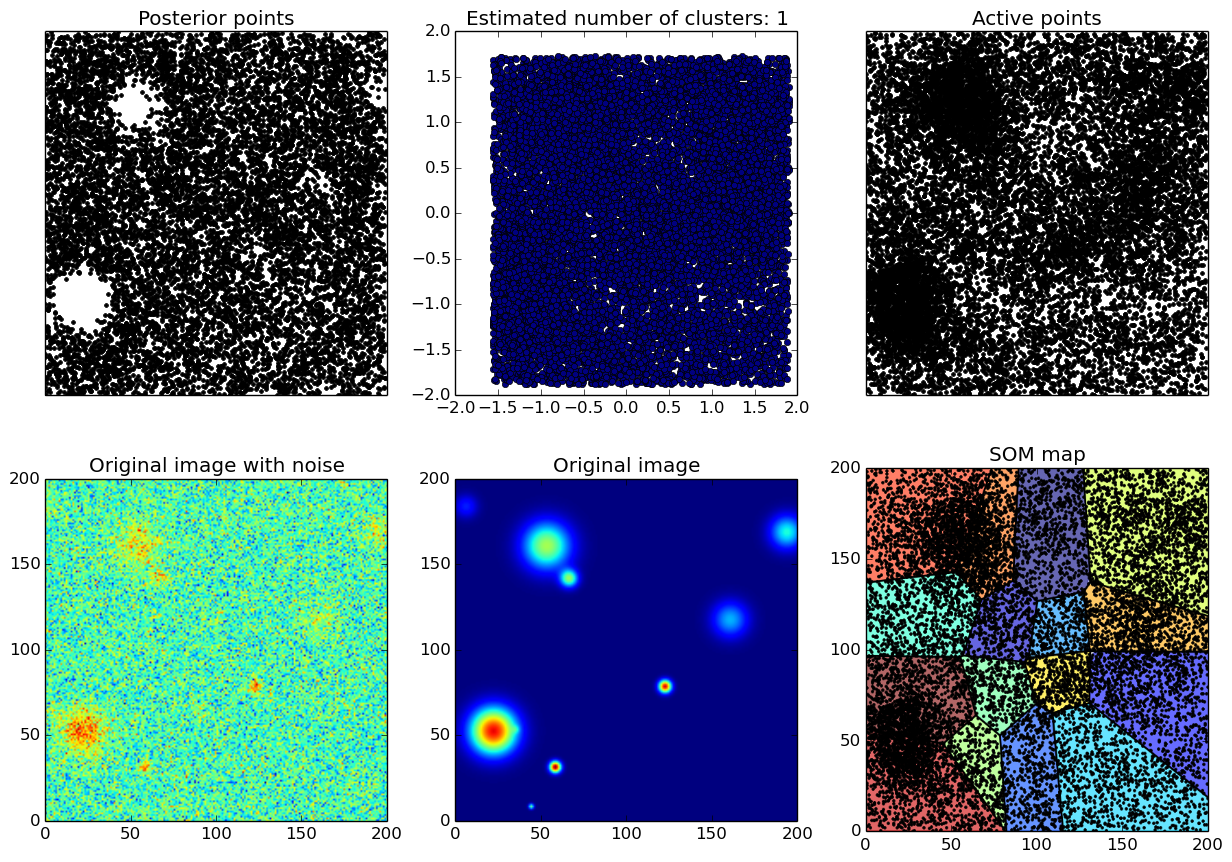 Posterior points
Estimated number of clusters: 1
Active points
2.0
1.5
1.0
0.5
0.0
−0.5
−1.0
−1.5
−2.0
−2.0 −1.5 −1.0 −0.5 0.0 0.5 1.0 1.5 2.0
Original image with noise
Original image
SOM map
200
150
100
50
0
0 50 100 150 200
200
150
100
50
0
0 50 100 150 200
200
150
100
50
0
0 50 100 150 200